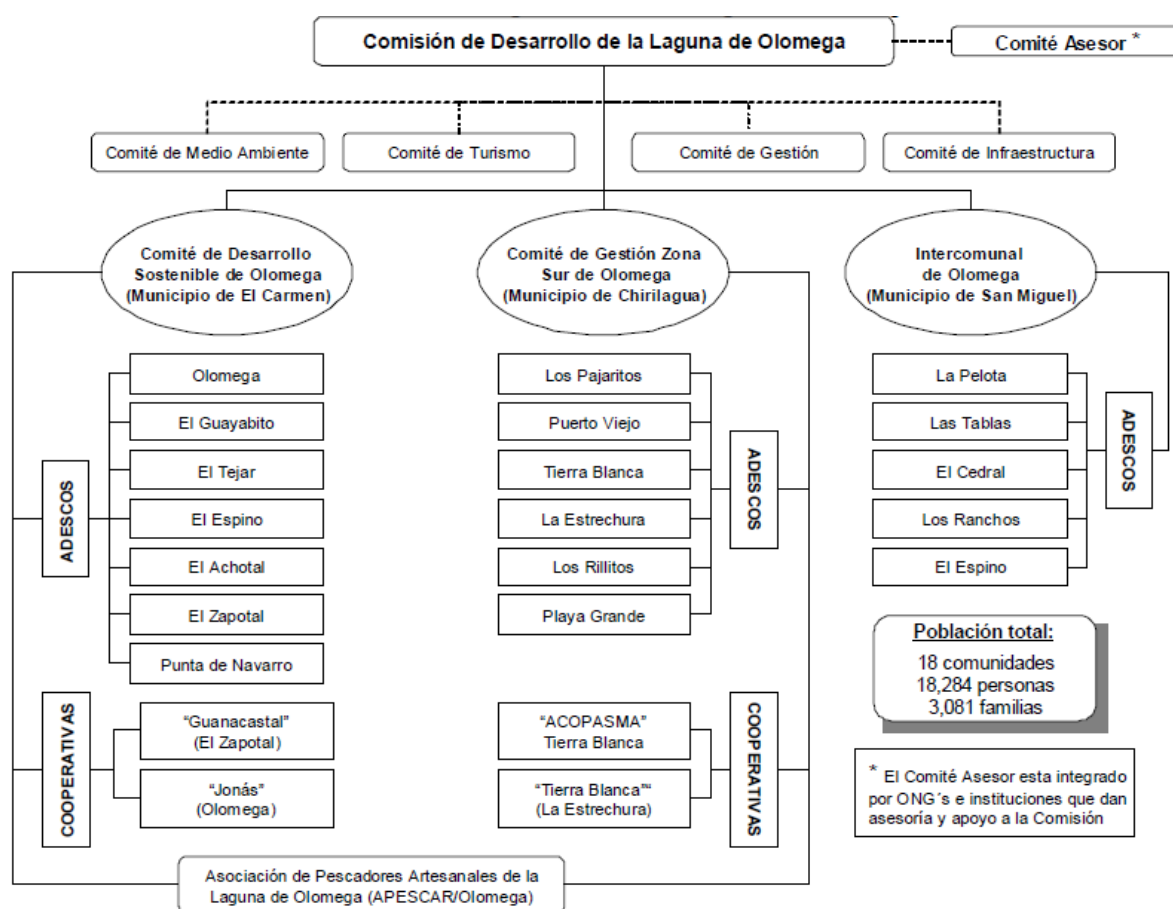 Comisión de Desarrollo de la Laguna de Olomega
Comité Asesor *
Comité de Medio Ambiente
Comité de Turismo
Comité de Gestión
Comité de Infraestructura
Comité de Desarrollo
Sostenible de Olomega
(Municipio de El Carmen)
Comité de Gestión Zona
Sur de Olomega
(Municipio de Chirilagua)
Intercomunal
de Olomega
(Municipio de San Miguel)
ADESCOS
Olomega
El Guayabito
El Tejar
El Espino
El Achotal
El Zapotal
Punta de Navarro
Los Pajaritos
Puerto Viejo
Tierra Blanca
La Estrechura
Los Rillitos
Playa Grande
ADESCOS
La Pelota
Las Tablas
El Cedral
Los Ranchos
El Espino
ADESCOS
COOPERATIVAS
“Guanacastal”
(El Zapotal)
“Jonás”
(Olomega)
“ACOPASMA”
Tierra Blanca
“Tierra Blanca”“
(La Estrechura)
COOPERATIVAS
Población total:
18 comunidades
18,284 personas
3,081 familias
* El Comité Asesor esta integrado
por ONG´s e instituciones que dan
asesoría y apoyo a la Comisión
Asociación de Pescadores Artesanales de la
Laguna de Olomega (APESCAR/Olomega)